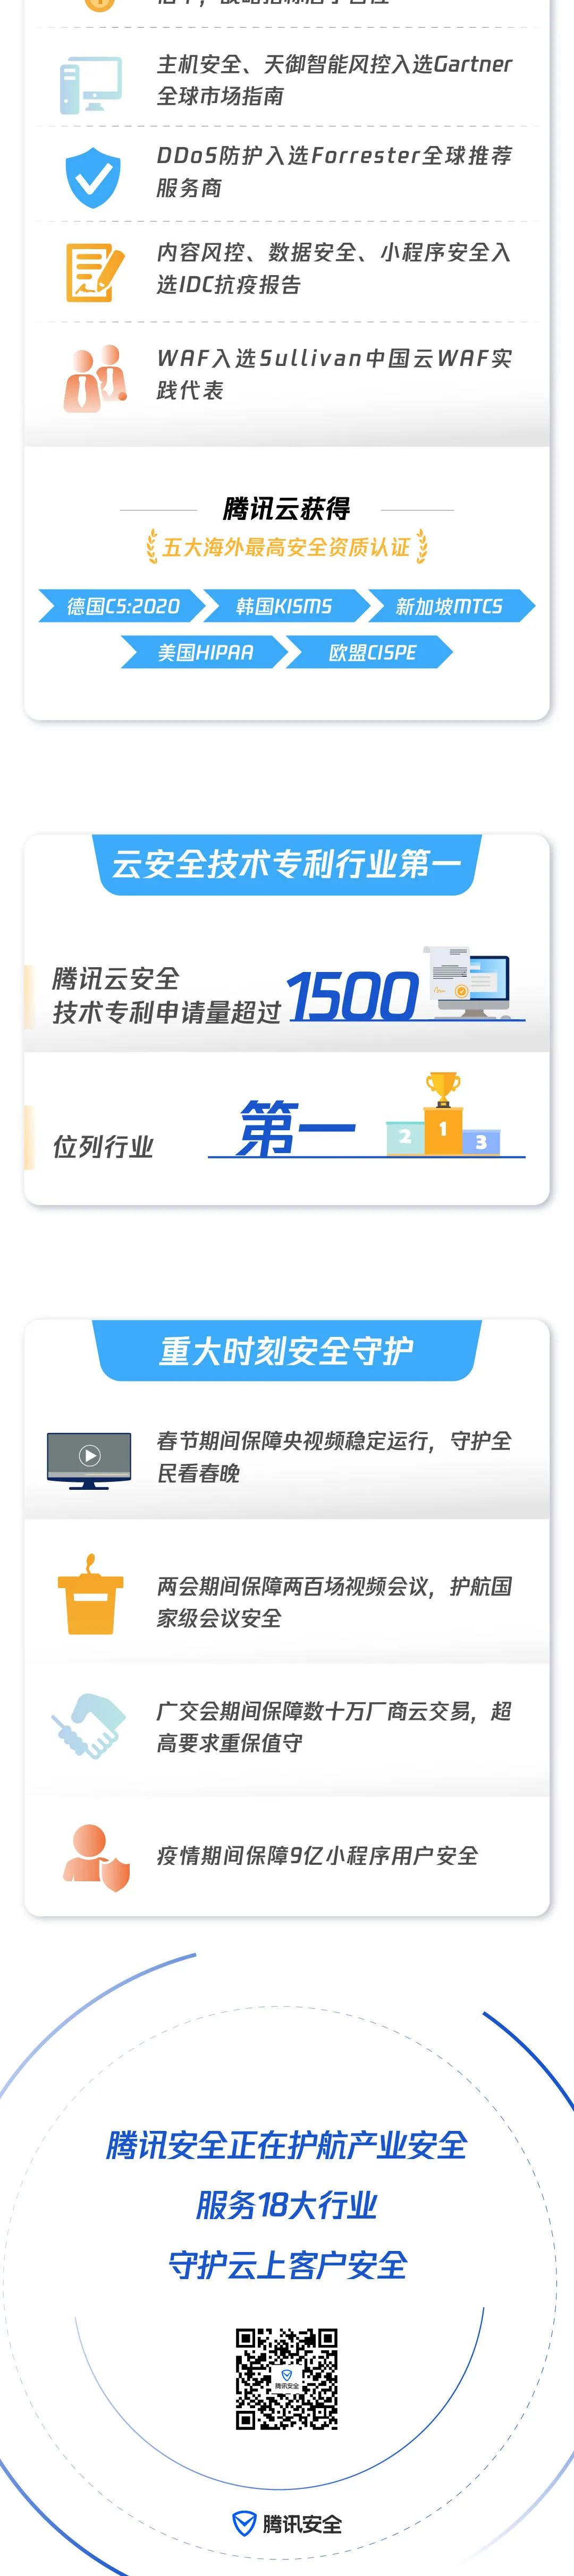 主机安全、天御智能风控入选Gartner
全球市场指南
DDoS防护入选Forrester全球推荐
服务商
内容风控、数据安全、小程序安全入
选IDC抗疫报告
WAF入选Sullivan中国云WAF实
践代表
腾讯云获得
五大海外最高安全资质认证
德国C5:2020 韩国KISMS 新加坡MTCS
美国HIPAA 欧盟CISPE
云安全技术专利行业第一
腾讯云安全
技术专利申请量超过1500
位列行业 第一
2 1 3
重大时刻安全守护
春节期间保障央视频稳定运行，守护全
民看春晚
两会期间保障两百场视频会议，护航国
家级会议安全
广交会期间保障数十万厂商云交易，超
高要求重保值守
疫情期间保障9亿小程序用户安全
腾讯安全正在护航产业安全
服务18大行业
守护云上客户安全
腾讯安全
腾讯安全